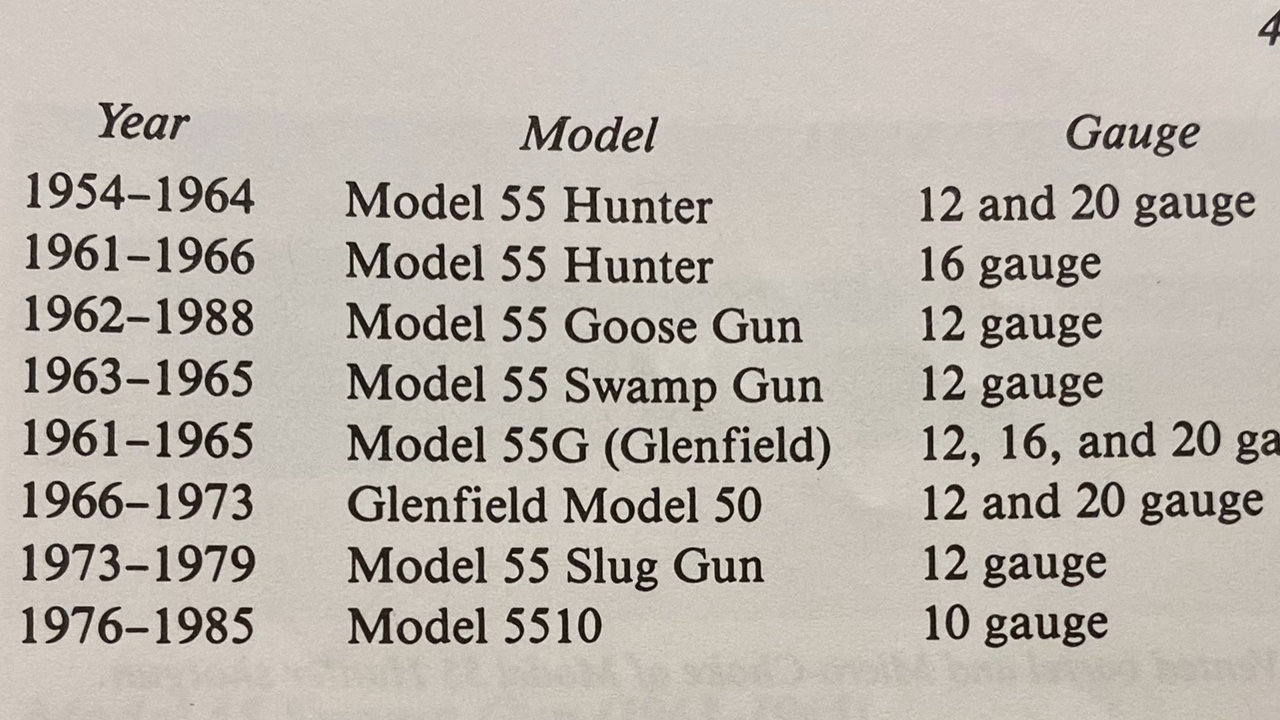 4
Year Model Gauge
1954–1964 Model 55 Hunter 12 and 20 gauge
1961–1966 Model 55 Hunter 16 gauge
1962–1988 Model 55 Goose Gun 12 gauge
1963–1965 Model 55 Swamp Gun 12 gauge
1961–1965 Model 55G (Glenfield) 12, 16, and 20 ga
1966–1973 Glenfield Model 50 12 and 20 gauge
1973–1979 Model 55 Slug Gun 12 gauge
1976–1985 Model 5510 10 gauge